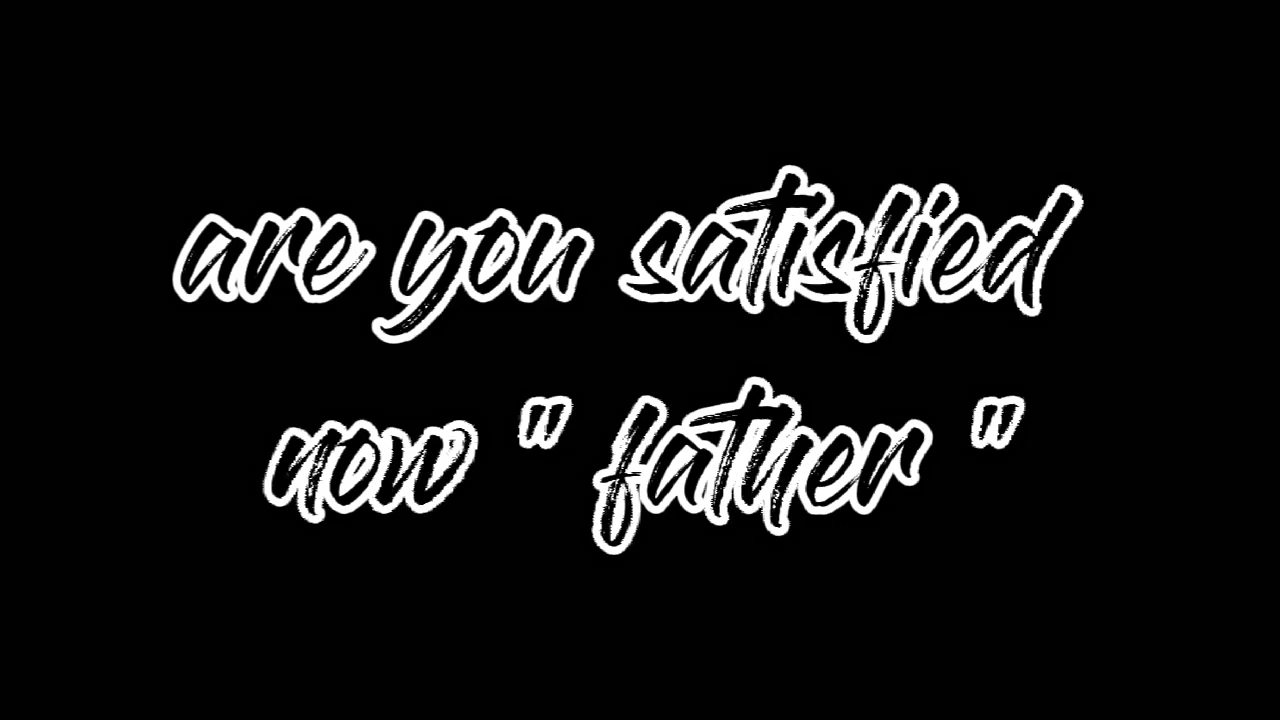 are you satisfied
now " father "